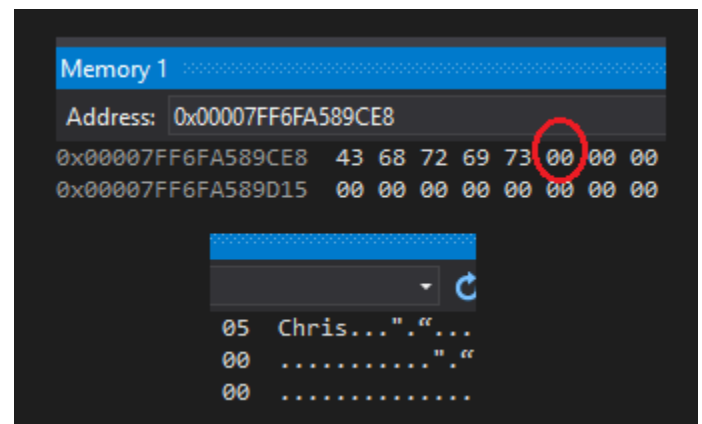 Memory 1
Address: 0x00007FF6FA589CE8
0x00007FF6FA589CE8 43 68 72 69 73 00 00 00
0x00007FF6FA589D15 00 00 00 00 00 00 00 00
05 Chris...".“...
00 ...........".“
00 ..............